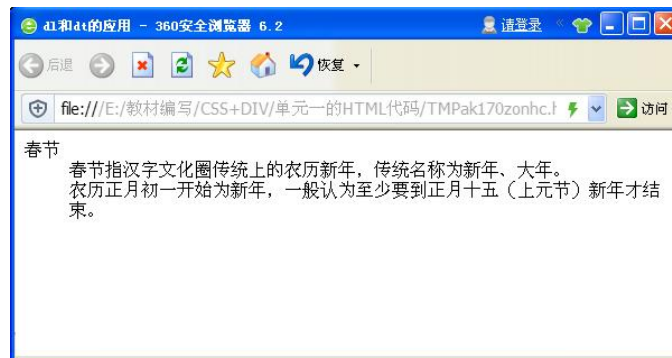 dl和dt的应用 - 360安全浏览器 6.2 请登录 «
后退 恢复
file:///E:/教材编写/CSS+DIV/单元一的HTML代码/TMPak170zonhc.h 访问
春节
春节指汉字文化圈传统上的农历新年，传统名称为新年、大年。
农历正月初一开始为新年，一般认为至少要到正月十五（上元节）新年才结
束。